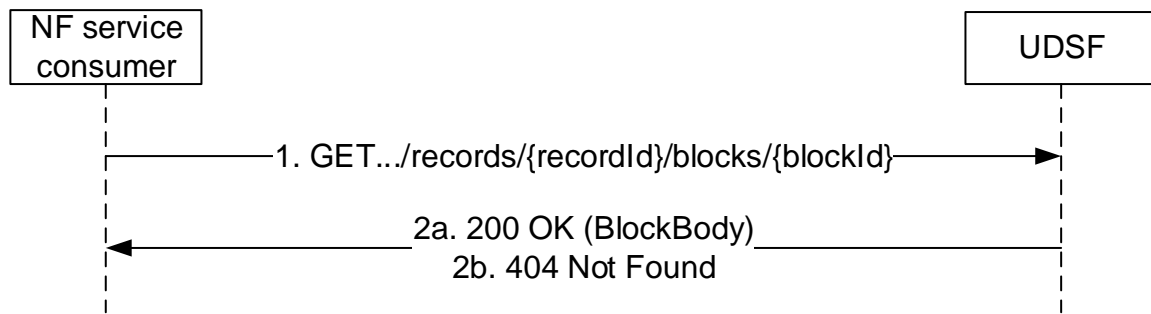 NF service
consumer
UDSF
1. GET.../records/{recordId}/blocks/{blockId}
2a. 200 OK (BlockBody)
2b. 404 Not Found